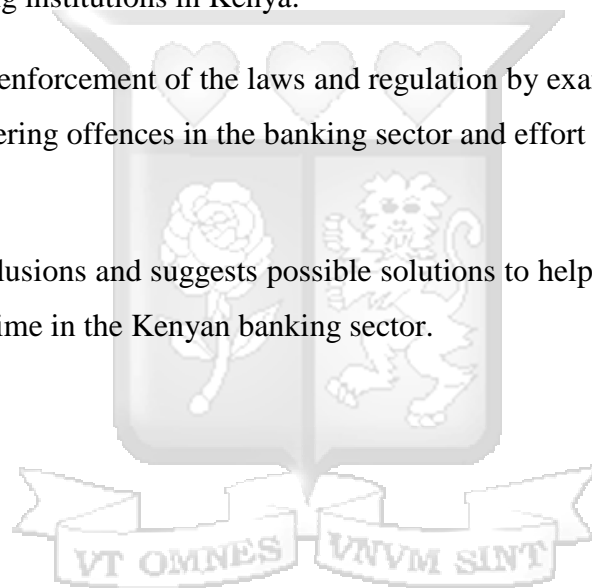 g institutions in Kenya.
enforcement of the laws and regulation by exa
ering offences in the banking sector and effort
lusions and suggests possible solutions to help
ime in the Kenyan banking sector.
VT OMNES VNVM SINT